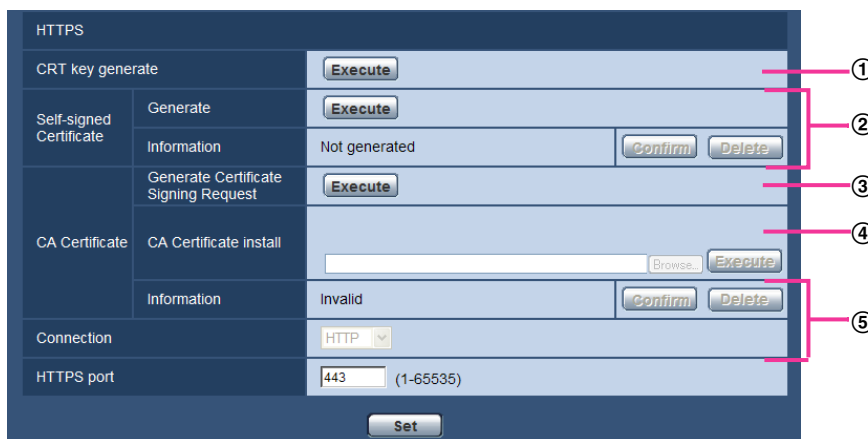 HTTPS
CRT key generate Execute ①
Self-signed Certificate Generate Execute ②
Information Not generated Confirm Delete
CA Certificate Generate Certificate Signing Request Execute ③
CA Certificate install Browse... Execute ④
Information Invalid Confirm Delete ⑤
Connection HTTP
HTTPS port 443 (1-65535)
Set